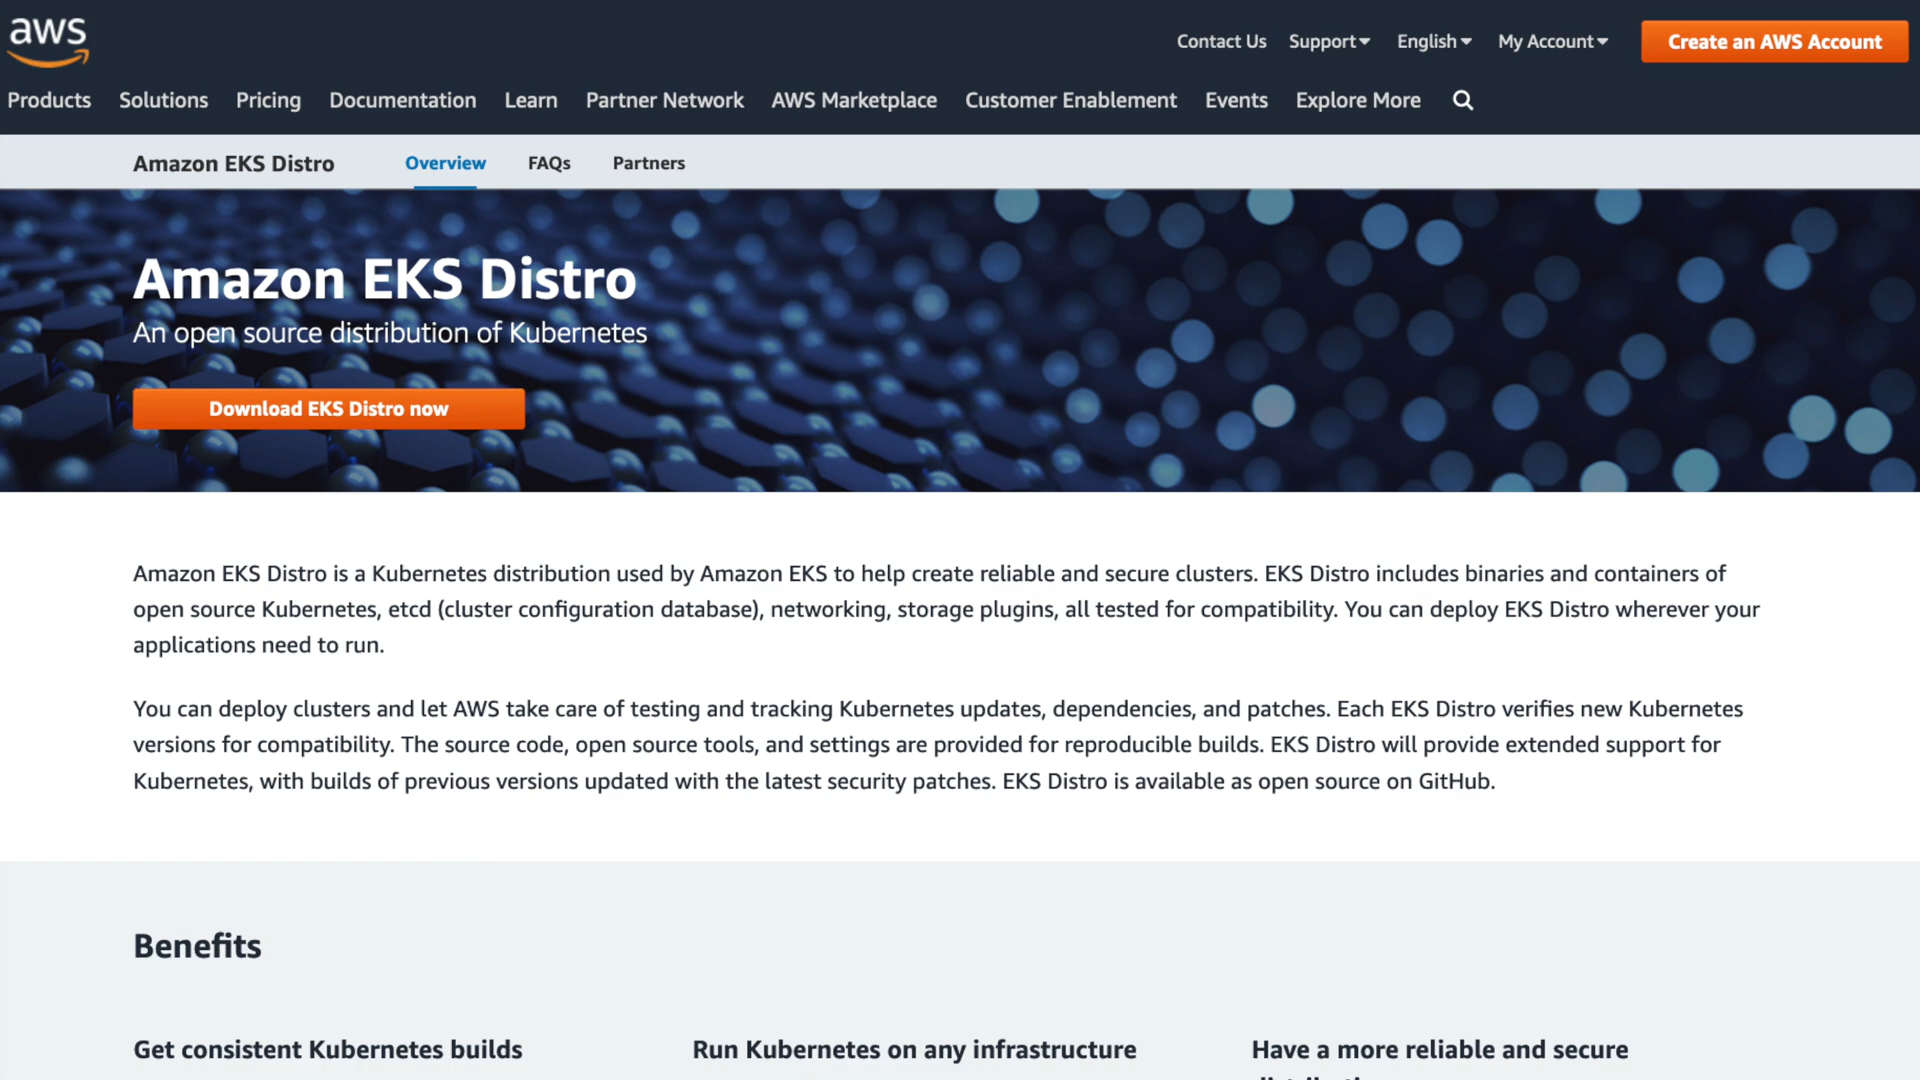 aws
Contact Us Support English My Account Create an AWS Account
Products Solutions Pricing Documentation Learn Partner Network AWS Marketplace Customer Enablement Events Explore More
Amazon EKS Distro Overview FAQs Partners
Amazon EKS Distro
An open source distribution of Kubernetes
Download EKS Distro now
Amazon EKS Distro is a Kubernetes distribution used by Amazon EKS to help create reliable and secure clusters. EKS Distro includes binaries and containers of
open source Kubernetes, etcd (cluster configuration database), networking, storage plugins, all tested for compatibility. You can deploy EKS Distro wherever your
applications need to run.
You can deploy clusters and let AWS take care of testing and tracking Kubernetes updates, dependencies, and patches. Each EKS Distro verifies new Kubernetes
versions for compatibility. The source code, open source tools, and settings are provided for reproducible builds. EKS Distro will provide extended support for
Kubernetes, with builds of previous versions updated with the latest security patches. EKS Distro is available as open source on GitHub.
Benefits
Get consistent Kubernetes builds Run Kubernetes on any infrastructure Have a more reliable and secure